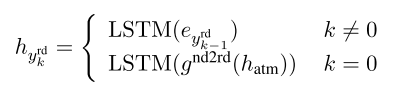 h_{y_k^{rd}} = { LSTM(e_{y_{k-1}^{rd}}) k ≠ 0
LSTM(g^{nd2rd}(h_{atm})) k = 0